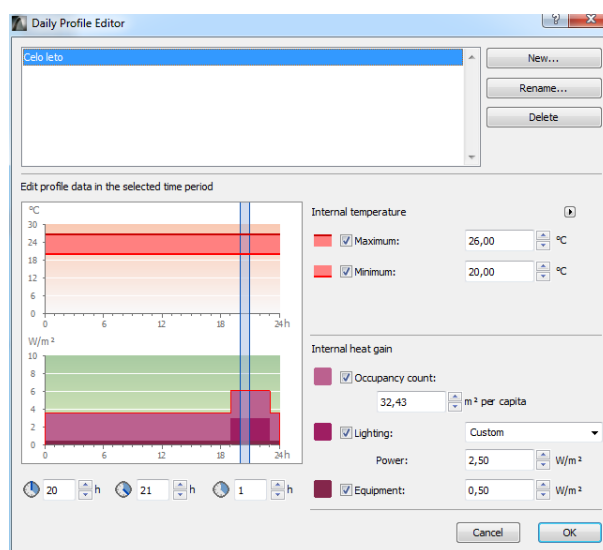 Daily Profile Editor
Celo leto
New...
Rename...
Delete
Edit profile data in the selected time period
°C
30
24
18
12
6
0
0 6 12 18 24 h
W/m²
10
8
6
4
2
0
0 6 12 18 24 h
20 h 21 h 1 h
Internal temperature
Maximum: 26,00 °C
Minimum: 20,00 °C
Internal heat gain
Occupancy count:
32,43 m² per capita
Lighting: Custom
Power: 2,50 W/m²
Equipment: 0,50 W/m²
Cancel OK